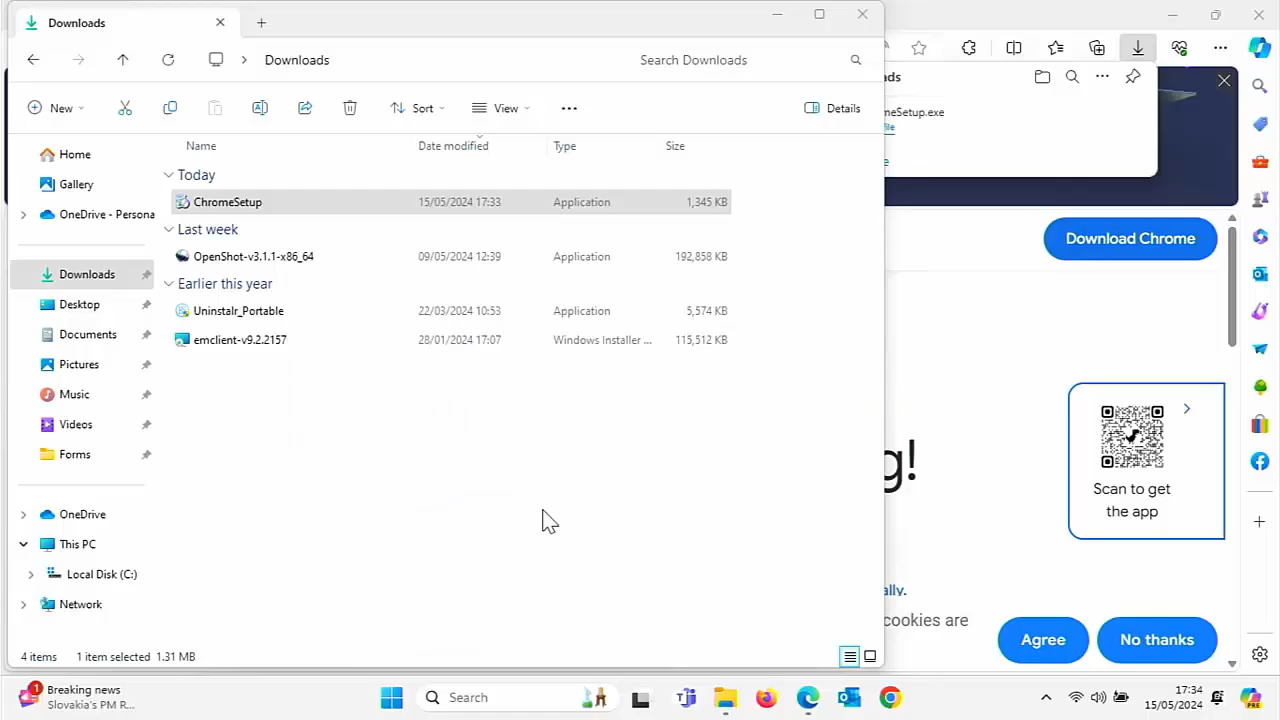 Downloads
Downloads
Search Downloads
New
Sort
View
Details
Name
Date modified
Type
Size
Home
Gallery
OneDrive - Persona
Downloads
Desktop
Documents
Pictures
Music
Videos
Forms
OneDrive
This PC
Local Disk (C:)
Network
Today
ChromeSetup 15/05/2024 17:33 Application 1,345 KB
Last week
OpenShot-v3.1.1-x86_64 09/05/2024 12:39 Application 192,858 KB
Earlier this year
Uninstalr_Portable 22/03/2024 10:53 Application 5,574 KB
emclient-v9.2.2157 28/01/2024 17:07 Windows Installer ... 115,512 KB
4 items 1 item selected 1.31 MB
ads
neSetup.exe
file
e
Download Chrome
g!
Scan to get
the app
ally.
cookies are
Agree
No thanks
1
Breaking news
Slovakia's PM R...
Search
17:34
15/05/2024
PRE